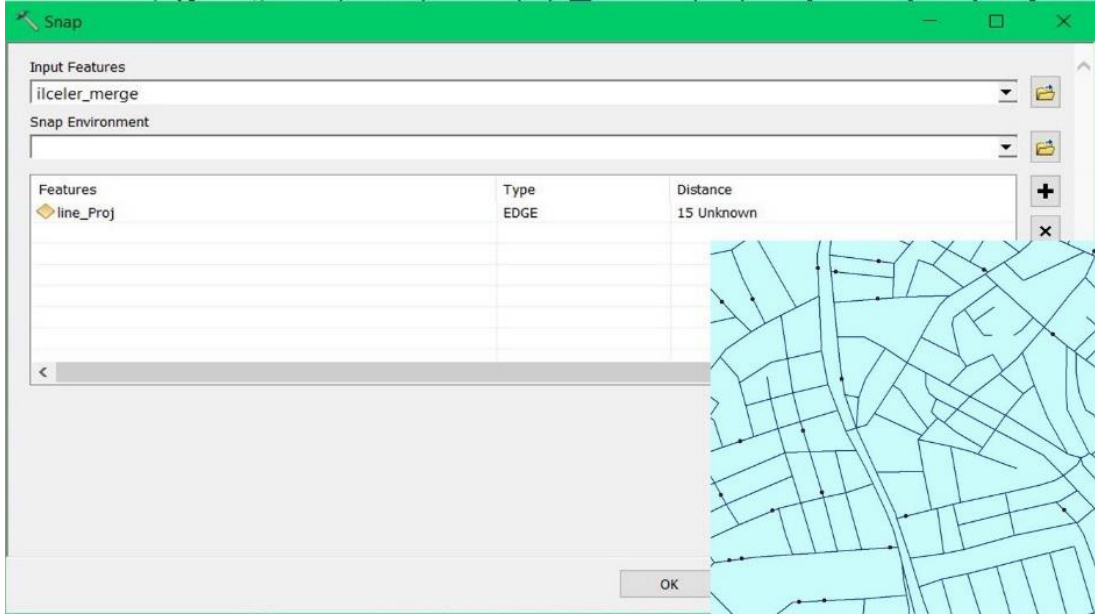 Snap
Input Features
ilceler_merge
Snap Environment
Features Type Distance
line_Proj EDGE 15 Unknown
OK